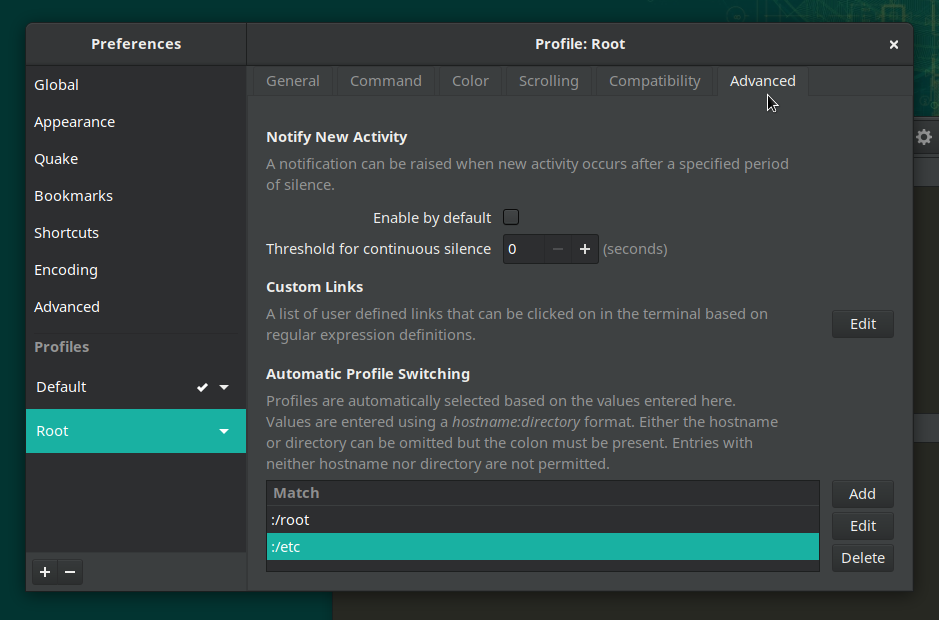 Preferences
Profile: Root
Global
Appearance
Quake
Bookmarks
Shortcuts
Encoding
Advanced
Profiles
Default
Root
General Command Color Scrolling Compatibility Advanced
Notify New Activity
A notification can be raised when new activity occurs after a specified period
of silence.
Enable by default
Threshold for continuous silence 0 (seconds)
Custom Links
A list of user defined links that can be clicked on in the terminal based on
regular expression definitions.
Edit
Automatic Profile Switching
Profiles are automatically selected based on the values entered here.
Values are entered using a hostname:directory format. Either the hostname
or directory can be omitted but the colon must be present. Entries with
neither hostname nor directory are not permitted.
Match
:/root
:/etc
Add
Edit
Delete